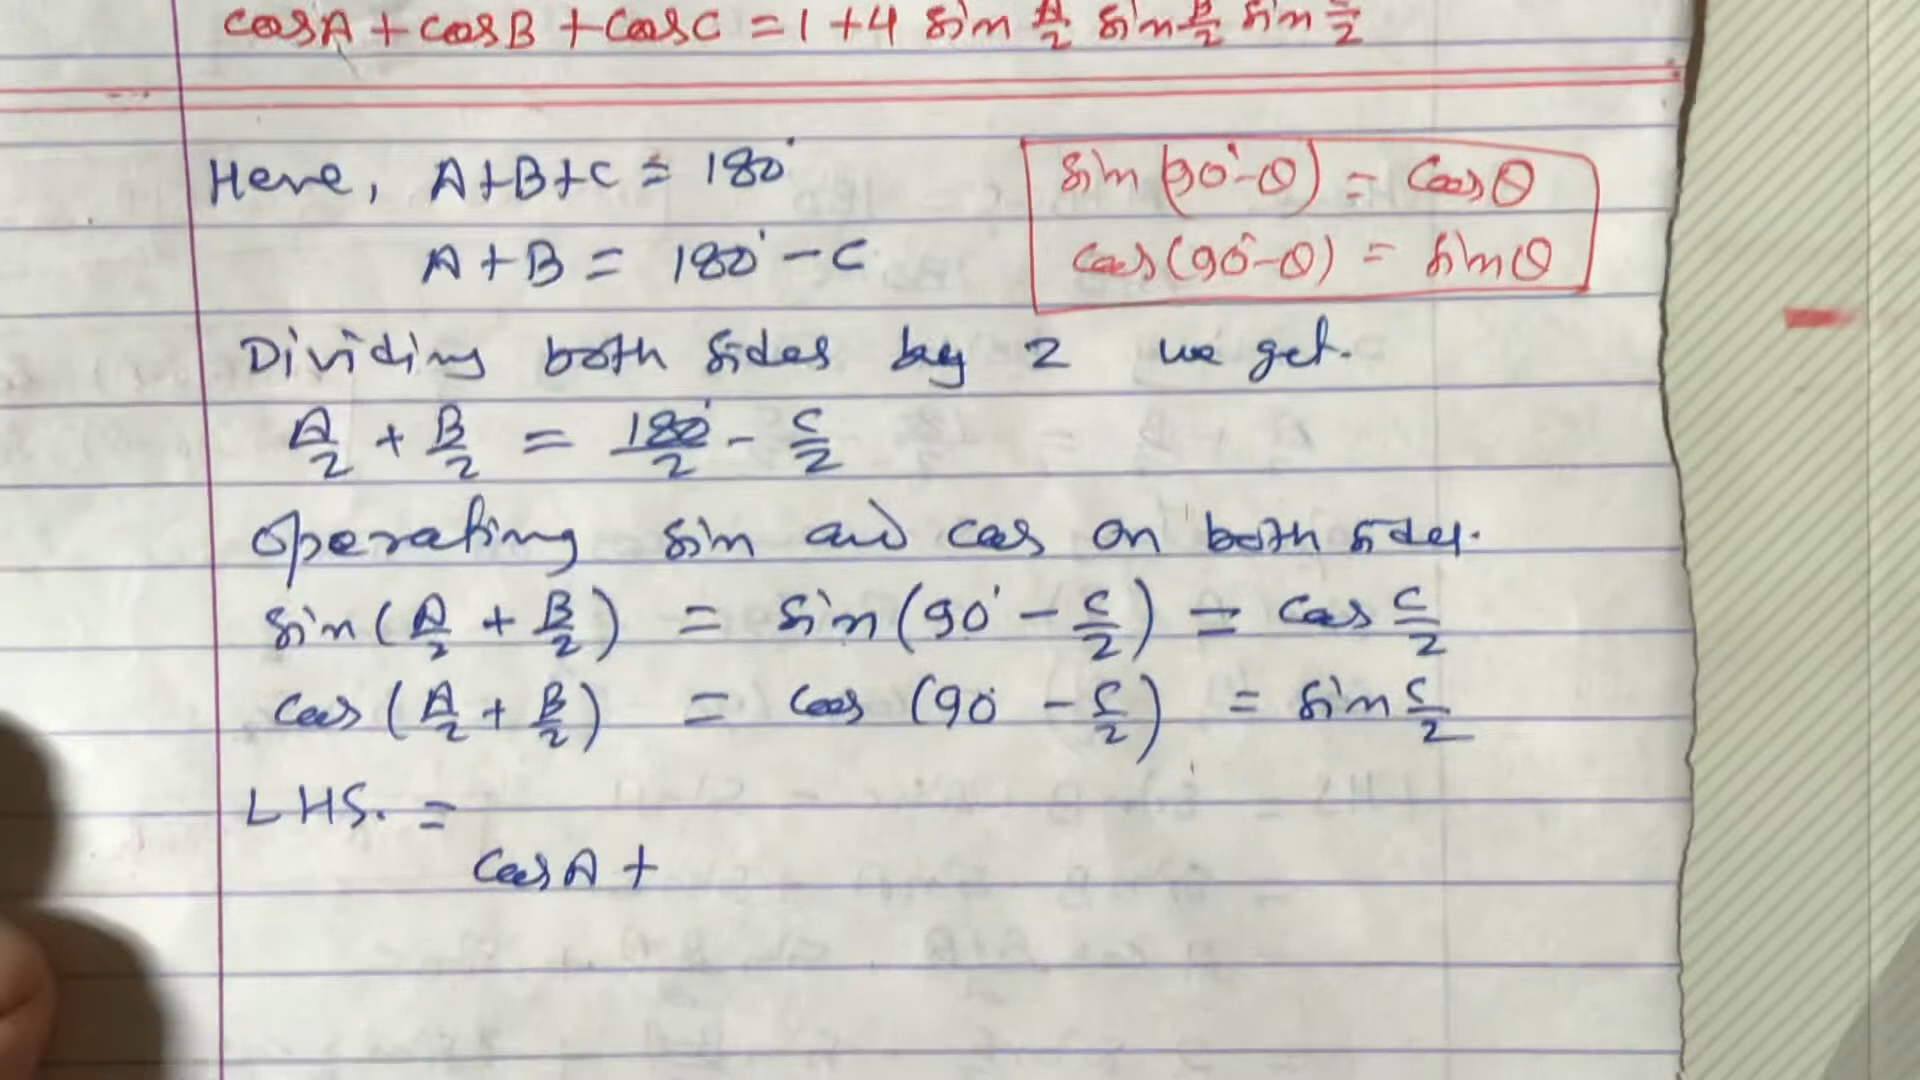 cosA + cosB + cosC = 1 + 4 sin A/2 sin B/2 sin C/2
Here, A+B+C = 180°
sin(90°-θ) = cosθ
A+B = 180° - C
cos(90°-θ) = sinθ
Dividing both sides by 2 we get.
A/2 + B/2 = 180°/2 - C/2
Operating sin and cos on both sides.
sin(A/2 + B/2) = sin(90° - C/2) = cos C/2
cos(A/2 + B/2) = cos(90° - C/2) = sin C/2
LHS. =
cosA +